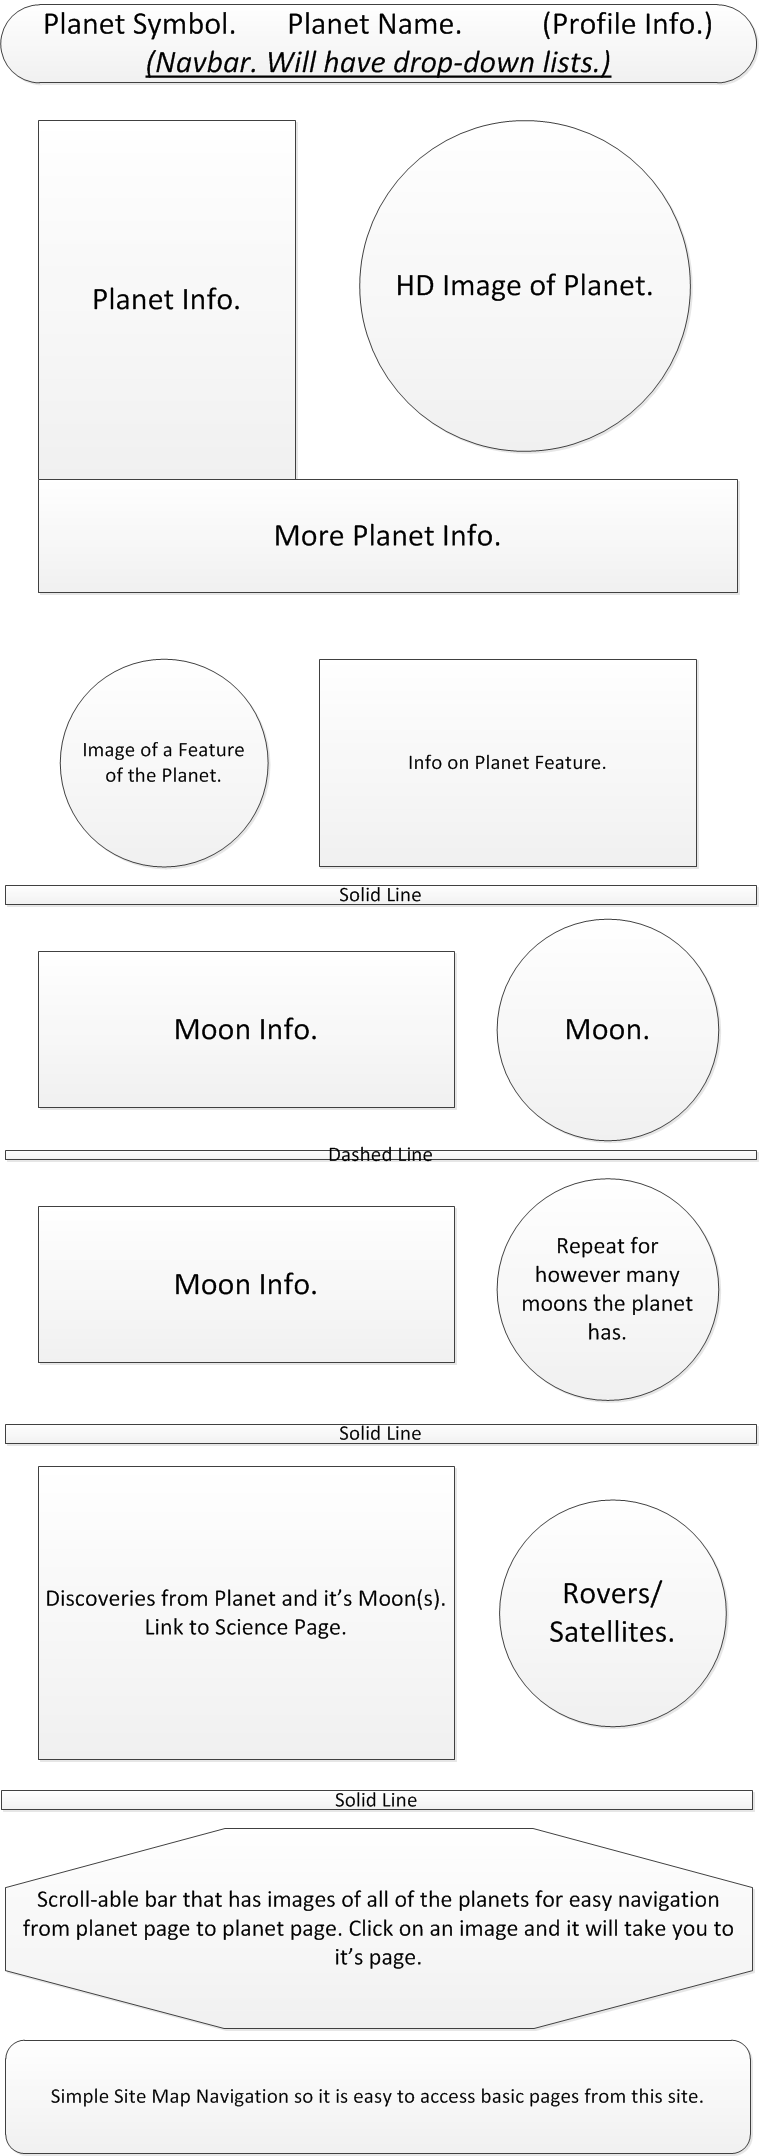 Planet Symbol. Planet Name. (Profile Info.)
(Navbar. Will have drop-down lists.)
Planet Info.
HD Image of Planet.
More Planet Info.
Image of a Feature
of the Planet.
Info on Planet Feature.
Solid Line
Moon Info.
Moon.
Dashed Line
Moon Info.
Repeat for
however many
moons the planet
has.
Solid Line
Discoveries from Planet and it’s Moon(s).
Link to Science Page.
Rovers/
Satellites.
Solid Line
Scroll-able bar that has images of all of the planets for easy navigation
from planet page to planet page. Click on an image and it will take you to
it’s page.
Simple Site Map Navigation so it is easy to access basic pages from this site.